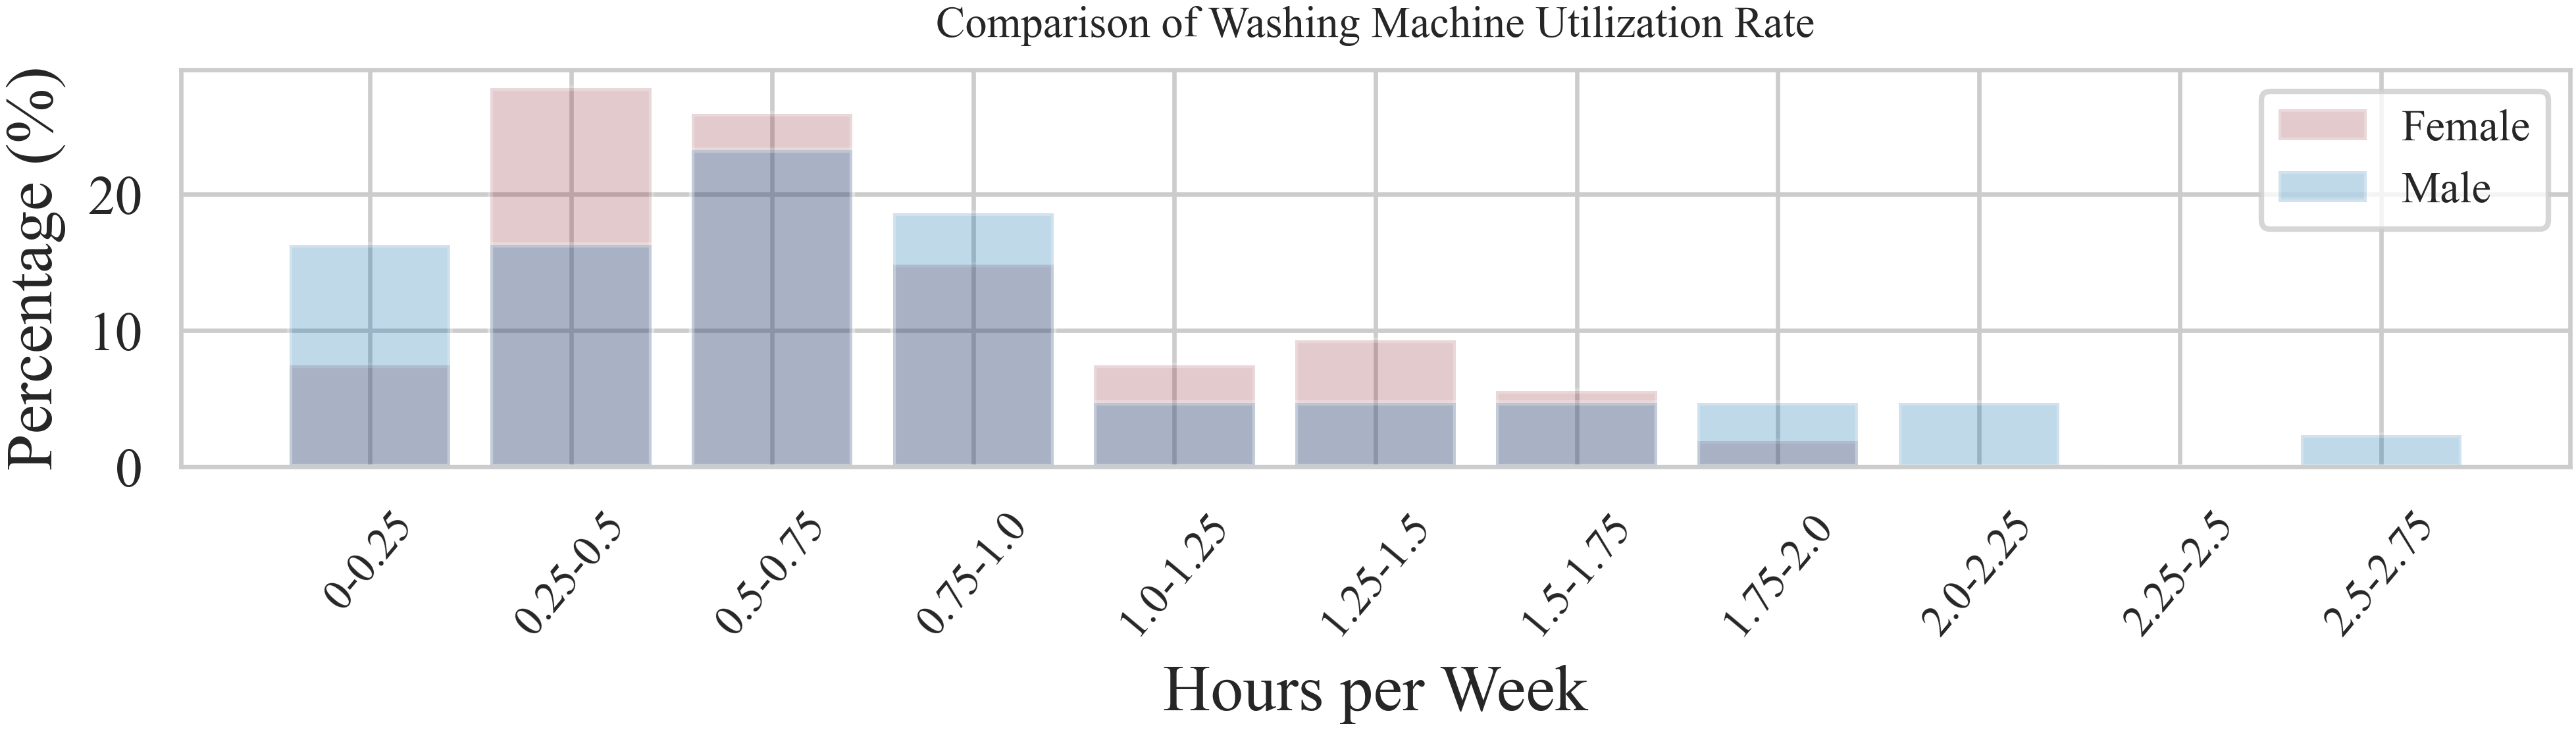 Comparison of Washing Machine Utilization Rate
Percentage (%)
20
10
0
Female
Male
0-0.25
0.25-0.5
0.5-0.75
0.75-1.0
1.0-1.25
1.25-1.5
1.5-1.75
1.75-2.0
2.0-2.25
2.25-2.5
2.5-2.75
Hours per Week